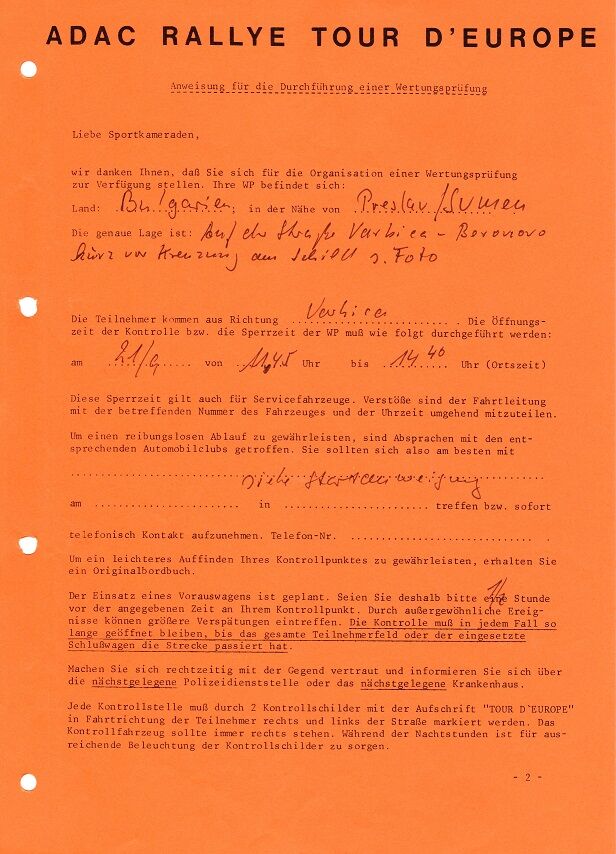 ADAC RALLYE TOUR D'EUROPE
Anweisung für die Durchführung einer Wertungsprüfung
Liebe Sportkameraden,
wir danken Ihnen, daß Sie sich für die Organisation einer Wertungsprüfung
zur Verfügung stellen. Ihre WP befindet sich:
Land: Bulgarien; in der Nähe von Preslav/Sumen
Die genaue Lage ist: Auf der Straße Varbica - Beronovo
kurz vor Kreuzung am Schild s. Foto
Die Teilnehmer kommen aus Richtung Varbica. Die Öffnungs-
zeit der Kontrolle bzw. die Sperrzeit der WP muß wie folgt durchgeführt werden:
am 21/9 von 11.45 Uhr bis 14 40 Uhr (Ortszeit)
Diese Sperrzeit gilt auch für Servicefahrzeuge. Verstöße sind der Fahrtleitung
mit der betreffenden Nummer des Fahrzeuges und der Uhrzeit umgehend mitzuteilen.
Um einen reibungslosen Ablauf zu gewährleisten, sind Absprachen mit den ent-
sprechenden Automobilclubs getroffen. Sie sollten sich also am besten mit
siehe
am .................. in .................. treffen bzw. sofort
telefonisch Kontakt aufzunehmen. Telefon-Nr. .............................. .
Um ein leichteres Auffinden Ihres Kontrollpunktes zu gewährleisten, erhalten Sie
ein Originalbordbuch.
Der Einsatz eines Vorauswagens ist geplant. Seien Sie deshalb bitte eine 1/2 Stunde
vor der angegebenen Zeit an Ihrem Kontrollpunkt. Durch außergewöhnliche Ereig-
nisse können größere Verspätungen eintreffen. Die Kontrolle muß in jedem Fall so
lange geöffnet bleiben, bis das gesamte Teilnehmerfeld oder der eingesetzte
Schlußwagen die Strecke passiert hat.
Machen Sie sich rechtzeitig mit der Gegend vertraut und informieren Sie sich über
die nächstgelegene Polizeidienststelle oder das nächstgelegene Krankenhaus.
Jede Kontrollstelle muß durch 2 Kontrollschilder mit der Aufschrift "TOUR D`EUROPE"
in Fahrtrichtung der Teilnehmer rechts und links der Straße markiert werden. Das
Kontrollfahrzeug sollte immer rechts stehen. Während der Nachtstunden ist für aus-
reichende Beleuchtung der Kontrollschilder zu sorgen.
- 2 -